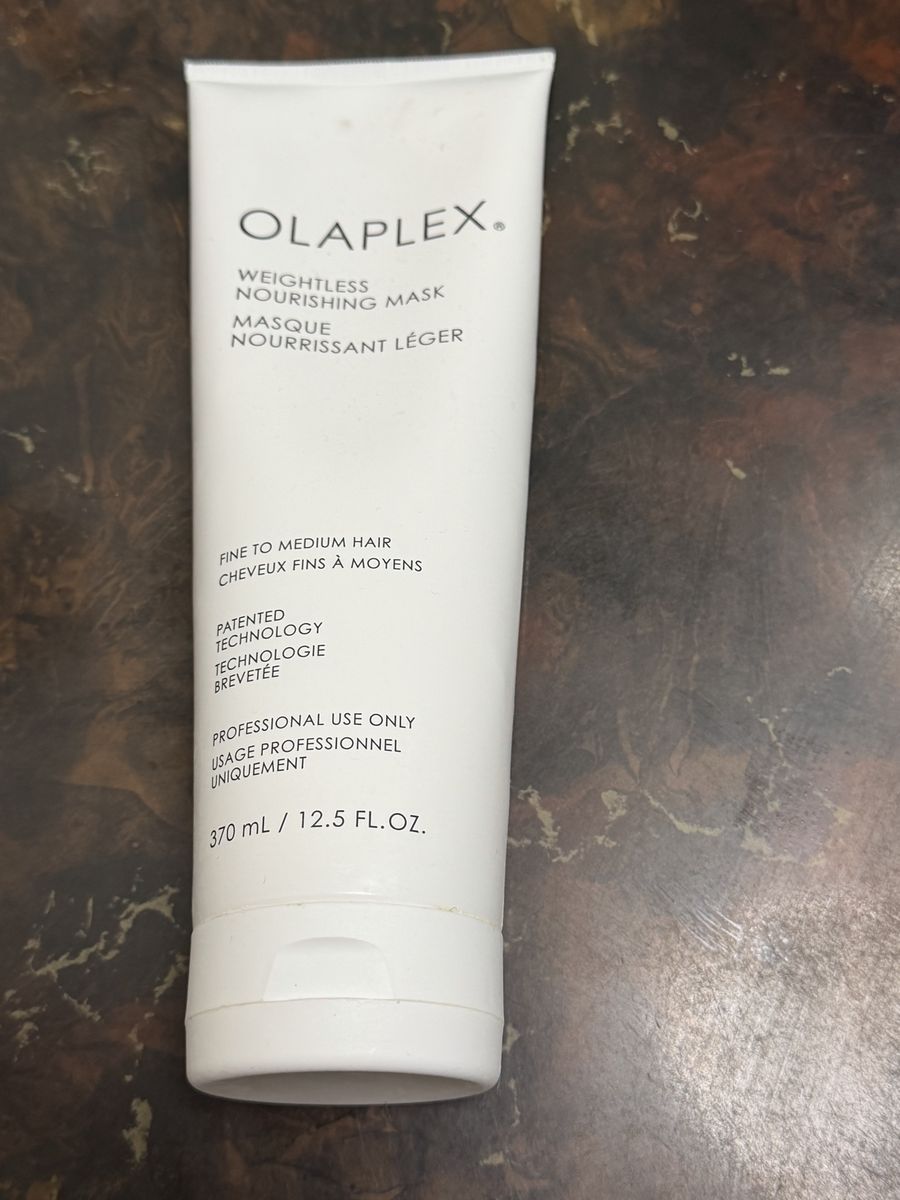 OLAPLEX®
WEIGHTLESS
NOURISHING MASK
MASQUE
NOURRISSANT LÉGER
FINE TO MEDIUM HAIR
CHEVEUX FINS À MOYENS
PATENTED
TECHNOLOGY
TECHNOLOGIE
BREVETÉE
PROFESSIONAL USE ONLY
USAGE PROFESSIONNEL
UNIQUEMENT
370 mL / 12.5 FL.OZ.